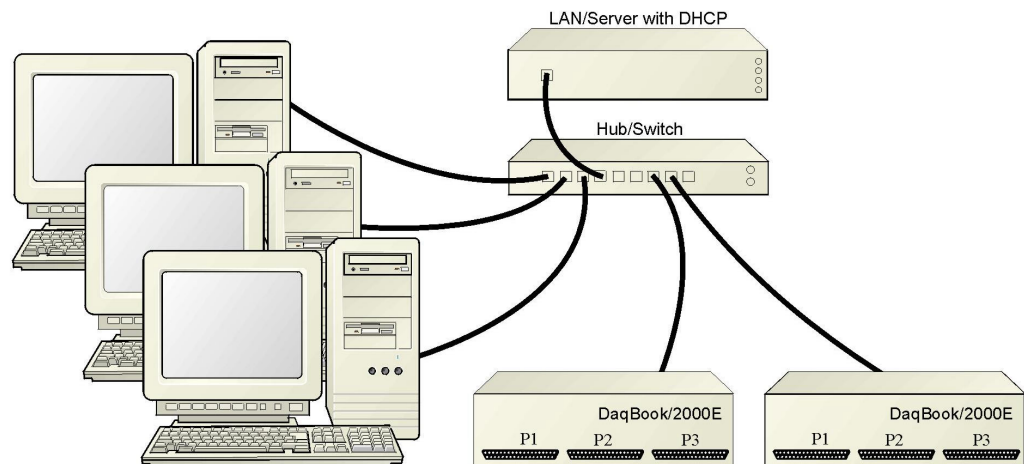 LAN/Server with DHCP
Hub/Switch
DaqBook/2000E
P1 P2 P3
DaqBook/2000E
P1 P2 P3